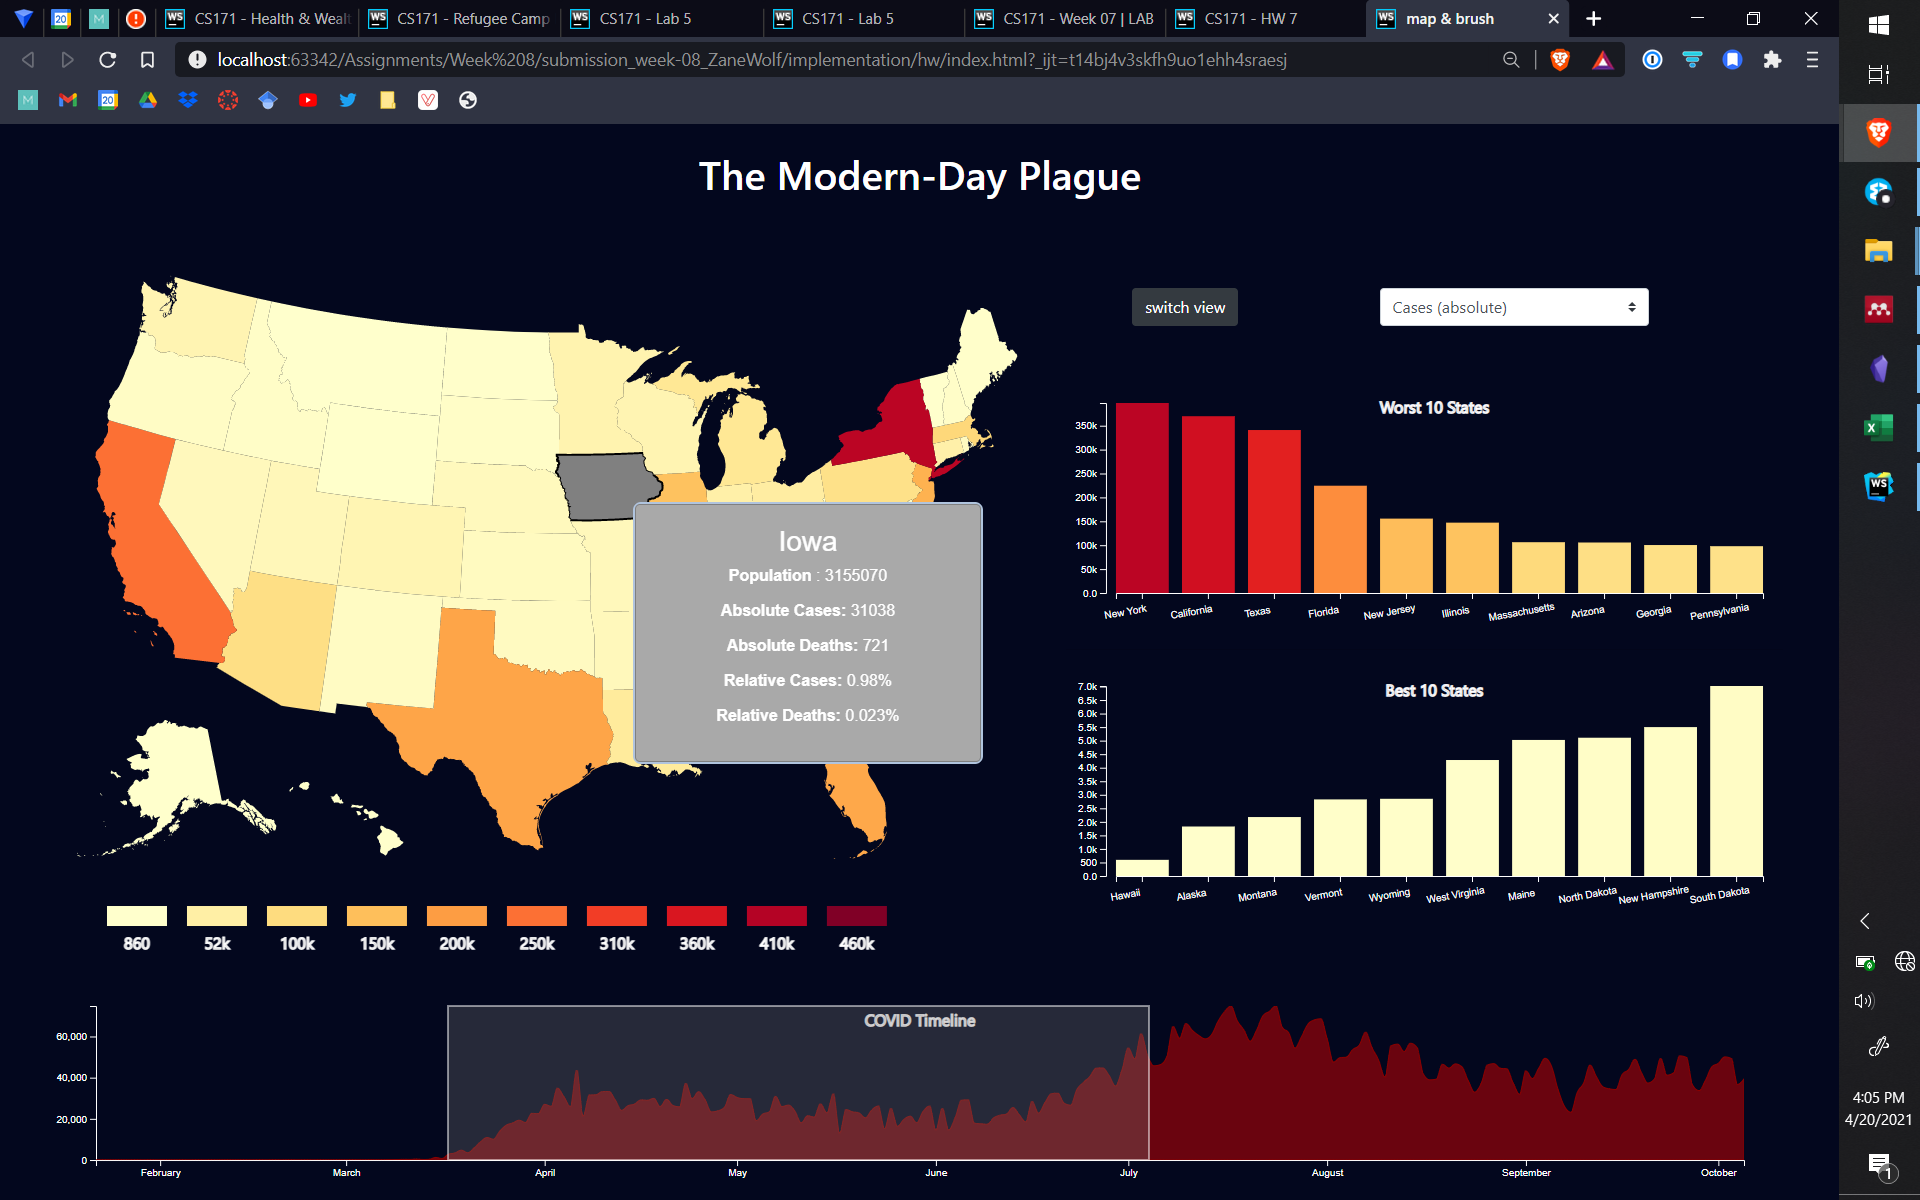 20
M
CS171 - Health & Wealt
CS171 - Refugee Camp
CS171 - Lab 5
CS171 - Lab 5
CS171 - Week 07 | LAB
CS171 - HW 7
map & brush
localhost:63342/Assignments/Week%208/submission_week-08_ZaneWolf/implementation/hw/index.html?_ijt=t14bj4v3skfh9uo1ehh4sraesj
M
20
The Modern-Day Plague
switch view
Cases (absolute)
Iowa
Population : 3155070
Absolute Cases: 31038
Absolute Deaths: 721
Relative Cases: 0.98%
Relative Deaths: 0.023%
Worst 10 States
350k
300k
250k
200k
150k
100k
50k
0.0
New York California Texas Florida New Jersey Illinois Massachusetts Arizona Georgia Pennsylvania
Best 10 States
7.0k
6.5k
6.0k
5.5k
5.0k
4.5k
4.0k
3.5k
3.0k
2.5k
2.0k
1.5k
1.0k
500
0.0
Hawaii Alaska Montana Vermont Wyoming West Virginia Maine North Dakota New Hampshire South Dakota
860 52k 100k 150k 200k 250k 310k 360k 410k 460k
COVID Timeline
60,000
40,000
20,000
0
February March April May June July August September October
WS
4:05 PM
4/20/2021
1